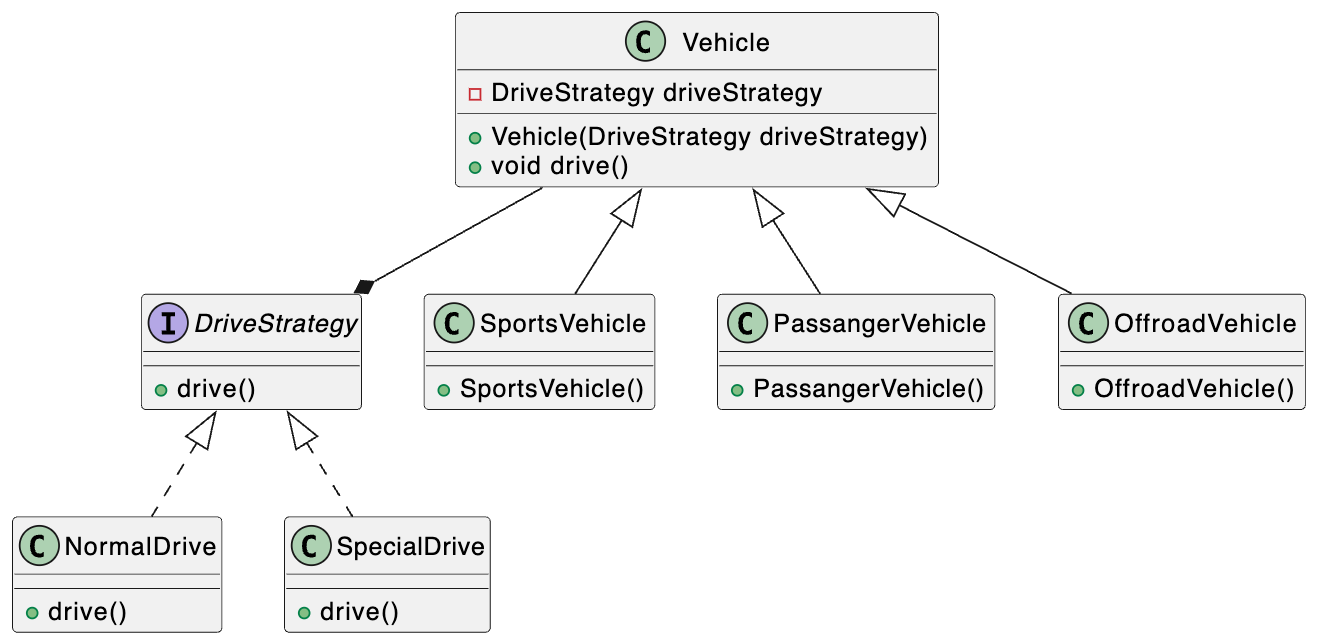 C Vehicle
DriveStrategy driveStrategy
Vehicle(DriveStrategy driveStrategy)
void drive()
I DriveStrategy
drive()
C SportsVehicle
SportsVehicle()
C PassangerVehicle
PassangerVehicle()
C OffroadVehicle
OffroadVehicle()
C NormalDrive
drive()
C SpecialDrive
drive()